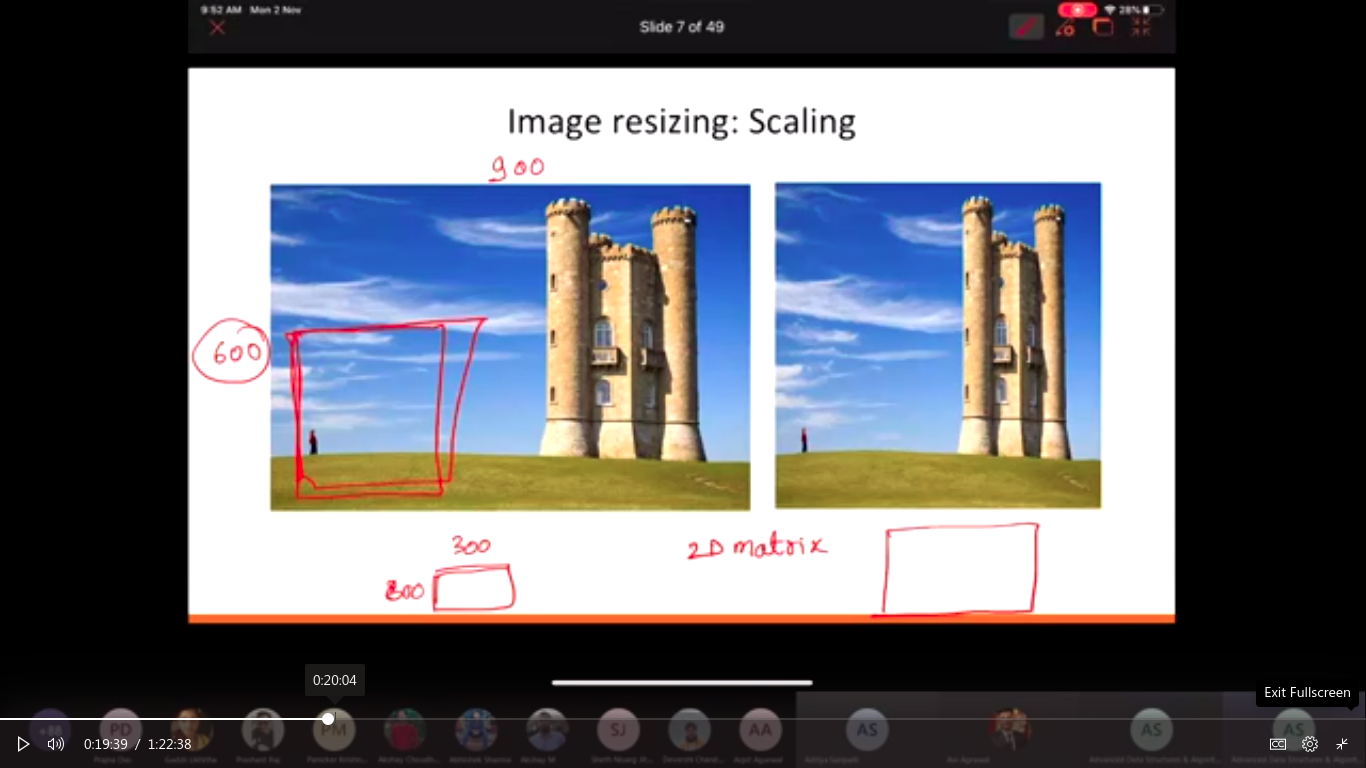 9:52 AM Mon 2 Nov
28%
Slide 7 of 49
Image resizing: Scaling
900
600
300
2D matrix
0:20:04
Exit Fullscreen
PD
PM
SJ
AA
AS
AS
AS
0:19:39 / 1:22:38
CC